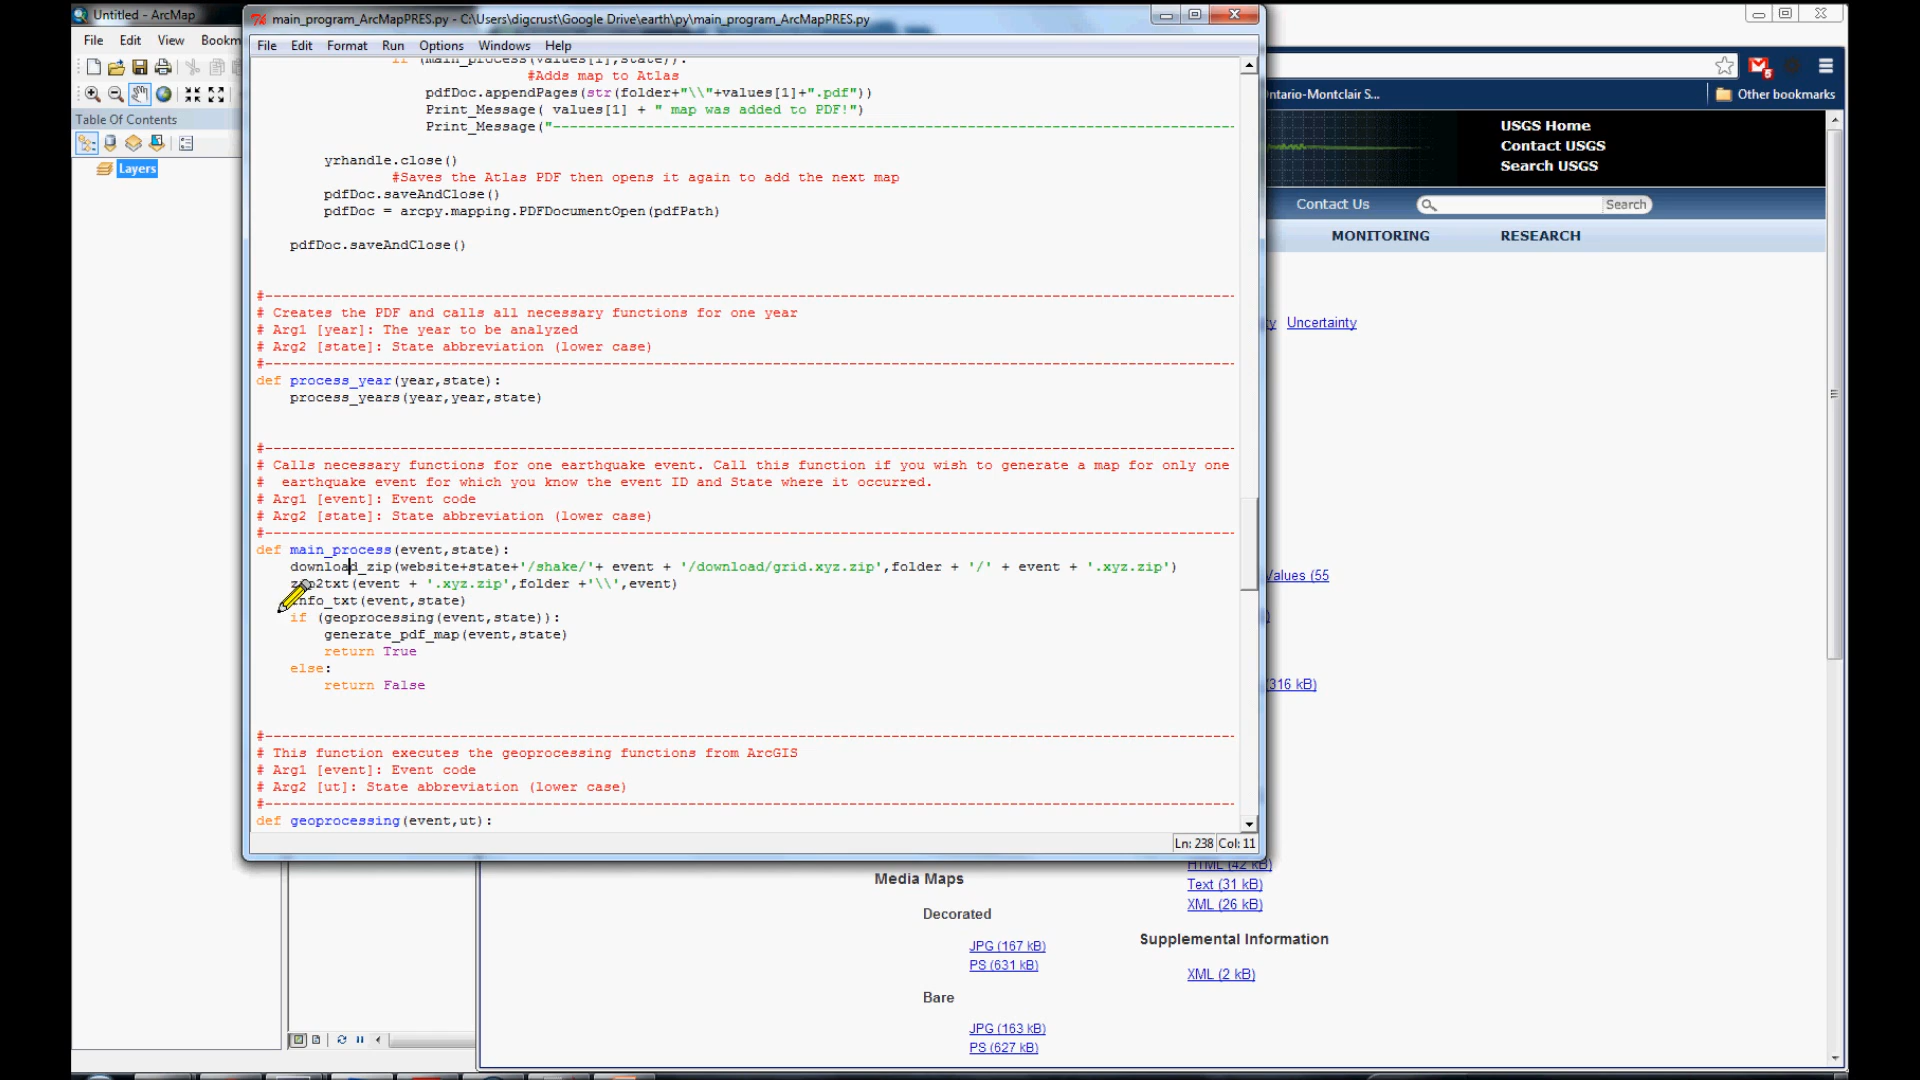 Untitled - ArcMap
File Edit View Bookm
Table Of Contents
Layers
main_program_ArcMapPRES.py - C:\Users\digcrust\Google Drive\earth\py\main_program_ArcMapPRES.py
File Edit Format Run Options Windows Help
if (main_process(values[1],state)):
#Adds map to Atlas
pdfDoc.appendPages(str(folder+"\\"+values[1]+".pdf"))
Print_Message( values[1] + " map was added to PDF!")
Print_Message("--------------------------------------------------------------------------------
yrhandle.close()
#Saves the Atlas PDF then opens it again to add the next map
pdfDoc.saveAndClose()
pdfDoc = arcpy.mapping.PDFDocumentOpen(pdfPath)
pdfDoc.saveAndClose()
#-------------------------------------------------------------------------------------------------------------------
# Creates the PDF and calls all necessary functions for one year
# Arg1 [year]: The year to be analyzed
# Arg2 [state]: State abbreviation (lower case)
#-------------------------------------------------------------------------------------------------------------------
def process_year(year,state):
process_years(year,year,state)
#-------------------------------------------------------------------------------------------------------------------
# Calls necessary functions for one earthquake event. Call this function if you wish to generate a map for only one
# earthquake event for which you know the event ID and State where it occurred.
# Arg1 [event]: Event code
# Arg2 [state]: State abbreviation (lower case)
#-------------------------------------------------------------------------------------------------------------------
def main_process(event,state):
download_zip(website+state+'/shake/'+ event + '/download/grid.xyz.zip',folder + '/' + event + '.xyz.zip')
zip2txt(event + '.xyz.zip',folder +'\\',event)
info_txt(event,state)
if (geoprocessing(event,state)):
generate_pdf_map(event,state)
return True
else:
return False
#-------------------------------------------------------------------------------------------------------------------
# This function executes the geoprocessing functions from ArcGIS
# Arg1 [event]: Event code
# Arg2 [ut]: State abbreviation (lower case)
#-------------------------------------------------------------------------------------------------------------------
def geoprocessing(event,ut):
Ln: 238 Col: 11
Ontario-Montclair S...
Other bookmarks
USGS Home
Contact USGS
Search USGS
Contact Us
Search
MONITORING RESEARCH
Uncertainty
Values (55
(316 kB)
HTML (42 kB)
Text (31 kB)
XML (26 kB)
Media Maps
Decorated
JPG (167 kB)
PS (631 kB)
Bare
JPG (163 kB)
PS (627 kB)
Supplemental Information
XML (2 kB)